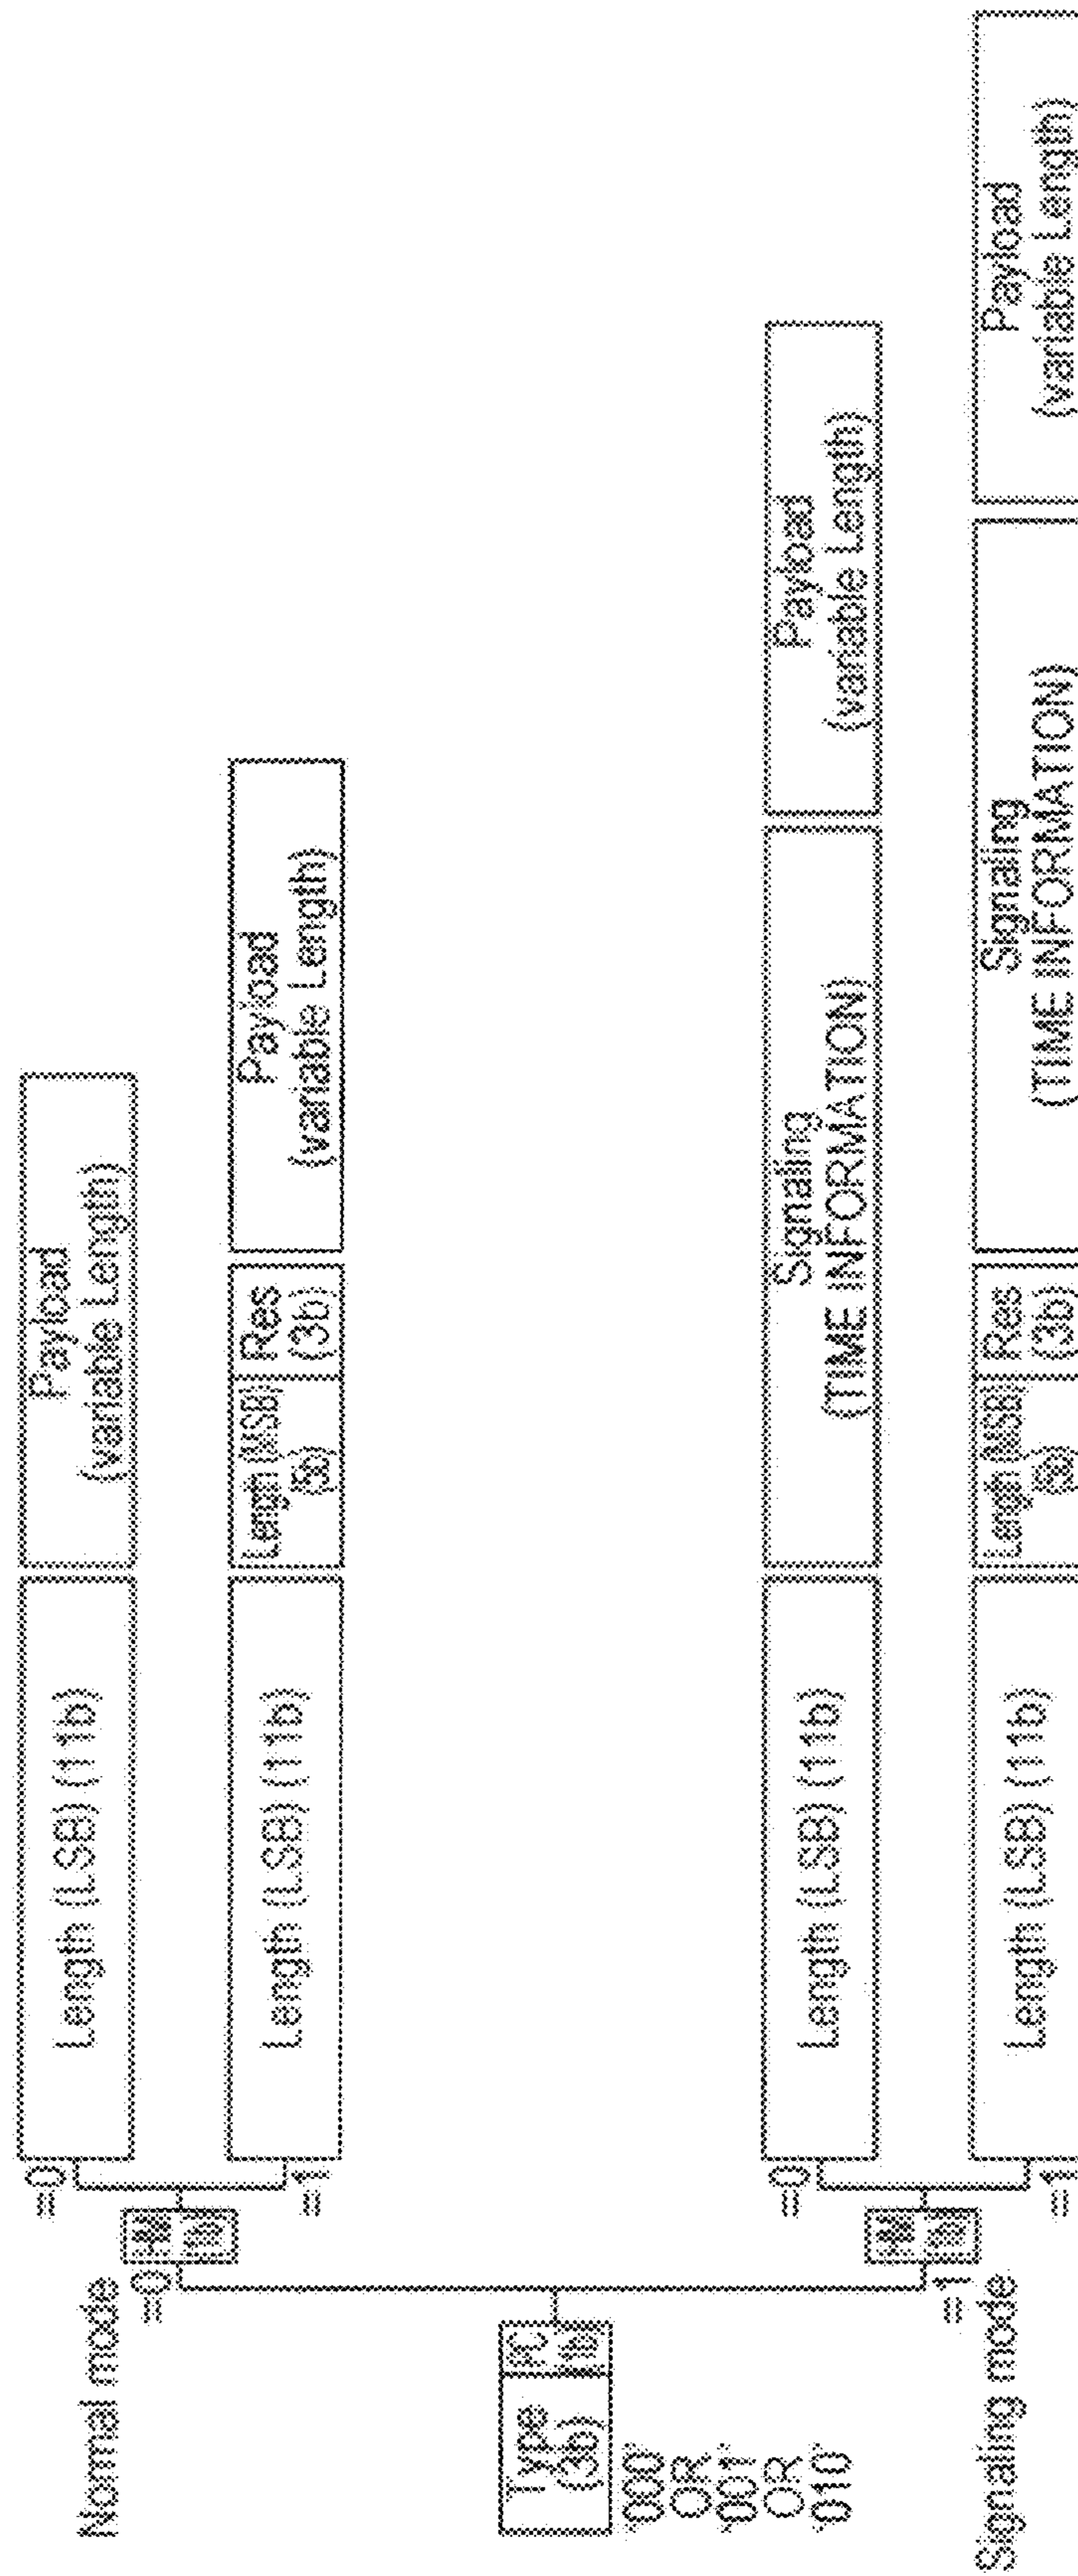 Normal mode
=0
HM
1b
=0
Length (LSB) (11b)
Payload
(variable Length)
=1
Length (LSB) (11b)
Length (MSB)
(5b)
Res
(3b)
Payload
(variable Length)
Type
(3b)
PC
1b
'000'
OR
'001'
OR
'010'
Signaling mode
=1
HM
1b
=0
Length (LSB) (11b)
Signaling
(TIME INFORMATION)
Payload
(variable Length)
=1
Length (LSB) (11b)
Length (MSB)
(5b)
Res
(3b)
Signaling
(TIME INFORMATION)
Payload
(variable Length)